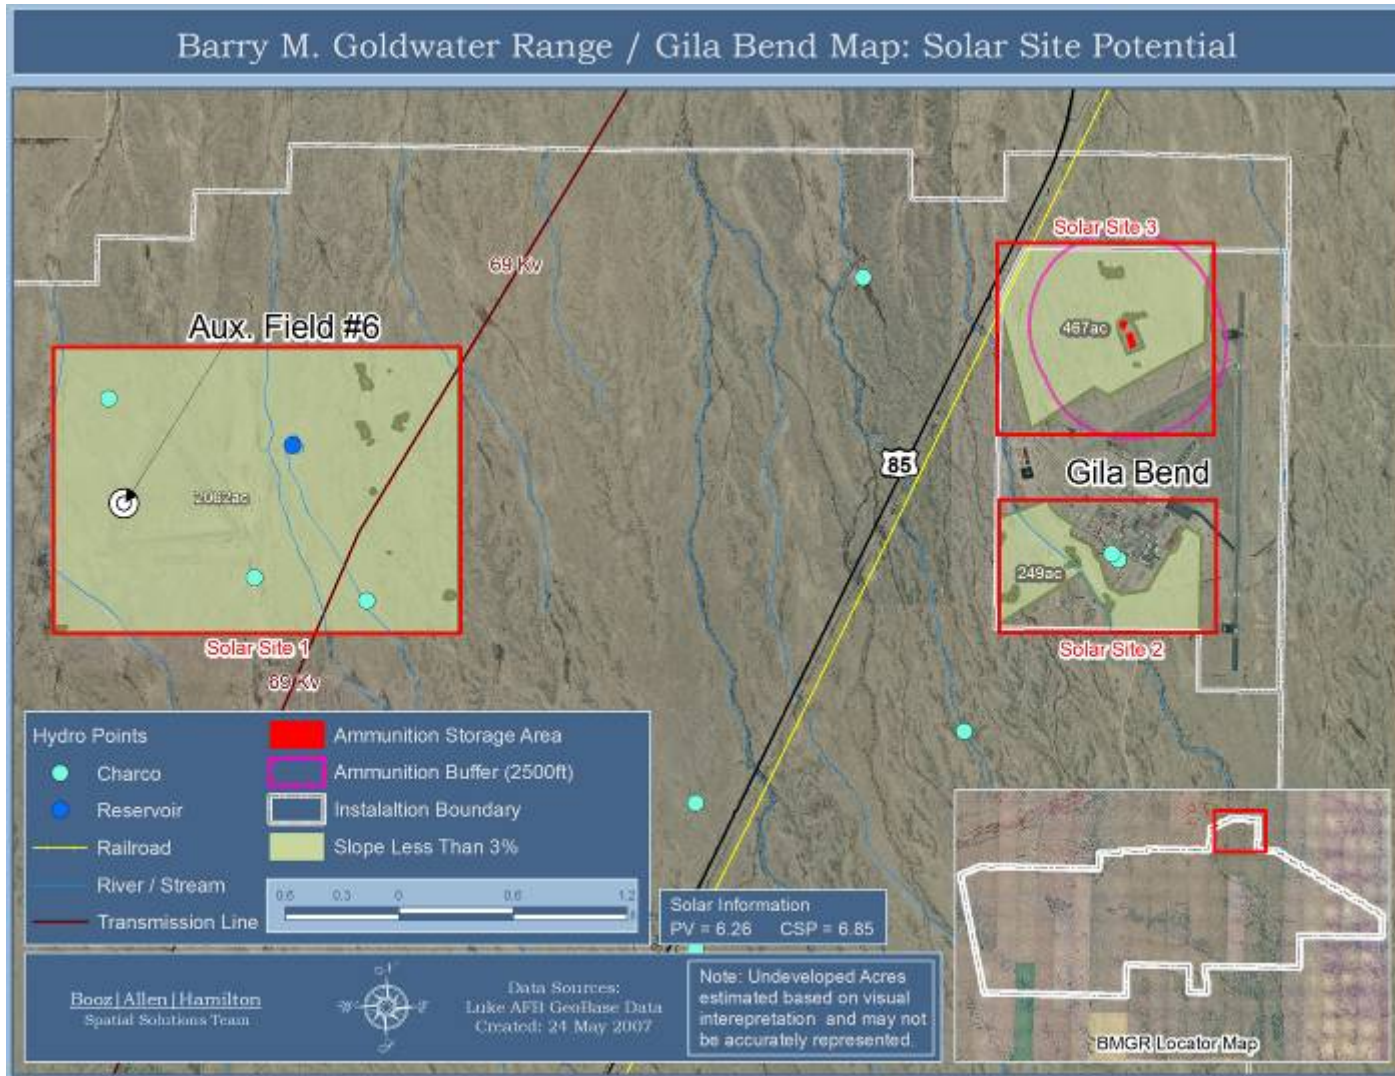 Barry M. Goldwater Range / Gila Bend Map: Solar Site Potential
Solar Site 3
69 Kv
Aux. Field #6
467ac
85
Gila Bend
2082ac
249ac
Solar Site 1
Solar Site 2
69 Kv
Hydro Points
Charco
Reservoir
Railroad
River / Stream
Transmission Line
Ammunition Storage Area
Ammunition Buffer (2500ft)
Instalaltion Boundary
Slope Less Than 3%
0.6 0.3 0 0.6 1.2
Solar Information
PV = 6.26 CSP = 6.85
Booz|Allen|Hamilton
Spatial Solutions Team
Data Sources:
Luke AFB GeoBase Data
Created: 24 May 2007
Note: Undeveloped Acres
estimated based on visual
interepretation and may not
be accurately represented.
BMGR Locator Map